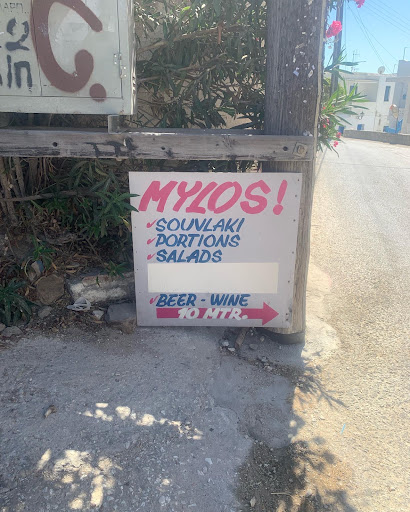 MYLOS!
SOUVLAKI
PORTIONS
SALADS
BEER - WINE
10 MTR.